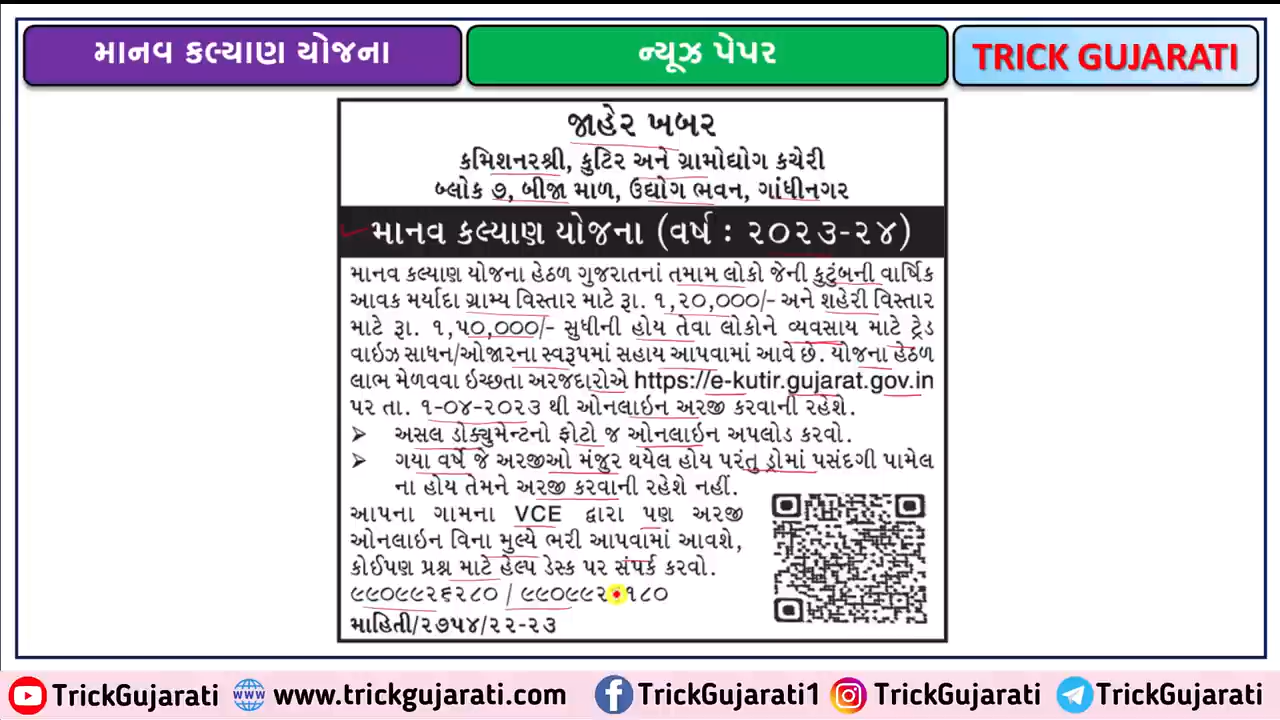 માનવ કલ્યાણ યોજના
ન્યૂઝ પેપર
TRICK GUJARATI
જાહેર ખબર
કમિશનરશ્રી, કુટિર અને ગ્રામોદ્યોગ કચેરી
બ્લોક ૭, બીજા માળ, ઉદ્યોગ ભવન, ગાંધીનગર
માનવ કલ્યાણ યોજના (વર્ષ : ૨૦૨૩-૨૪)
માનવ કલ્યાણ યોજના હેઠળ ગુજરાતનાં તમામ લોકો જેની કુટુંબની વાર્ષિક
આવક મર્યાદા ગ્રામ્ય વિસ્તાર માટે રૂા. ૧,૨૦,૦૦૦/- અને શહેરી વિસ્તાર
માટે રૂા. ૧,૫૦,૦૦૦/- સુધીની હોય તેવા લોકોને વ્યવસાય માટે ટ્રેડ
વાઇઝ સાધન/ઓજારના સ્વરૂપમાં સહાય આપવામાં આવે છે. યોજના હેઠળ
લાભ મેળવવા ઇચ્છતા અરજદારોએ https://e-kutir.gujarat.gov.in
પર તા. ૧-૦૪-૨૦૨૩ થી ઓનલાઇન અરજી કરવાની રહેશે.
➤ અસલ ડોક્યુમેન્ટનો ફોટો જ ઓનલાઇન અપલોડ કરવો.
➤ ગયા વર્ષે જે અરજીઓ મંજુર થયેલ હોય પરંતુ ડ્રોમાં પસંદગી પામેલ
ના હોય તેમને અરજી કરવાની રહેશે નહીં.
આપના ગામના VCE દ્વારા પણ અરજી
ઓનલાઇન વિના મુલ્યે ભરી આપવામાં આવશે,
કોઈપણ પ્રશ્ન માટે હેલ્પ ડેસ્ક પર સંપર્ક કરવો.
૯૯૦૯૯૨૬૨૮૦ /
માહિતી/૨૭૫૪/૨૨-૨૩
TrickGujarati www.trickgujarati.com TrickGujarati1 TrickGujarati TrickGujarati